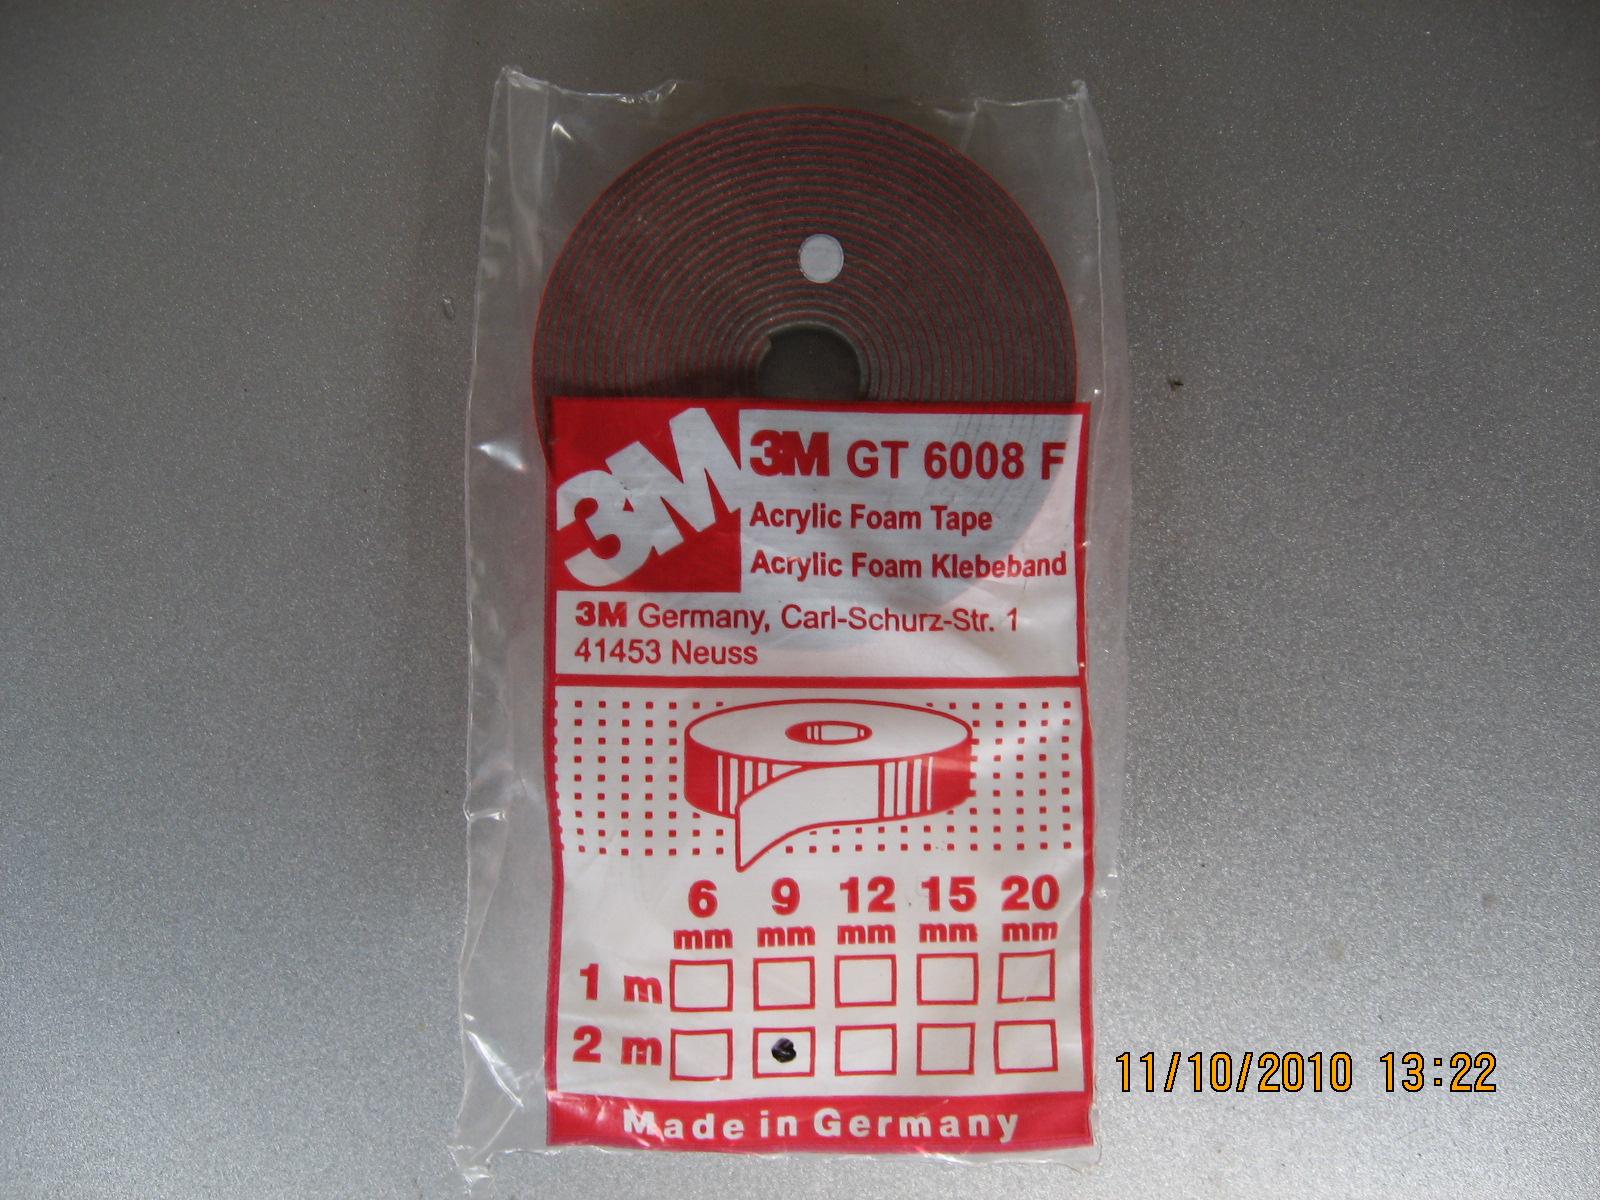 3M
3M GT 6008 F
Acrylic Foam Tape
Acrylic Foam Klebeband
3M Germany, Carl-Schurz-Str. 1
41453 Neuss
6 9 12 15 20
mm mm mm mm mm
1 m
2 m
Made in Germany
11/10/2010 13:22